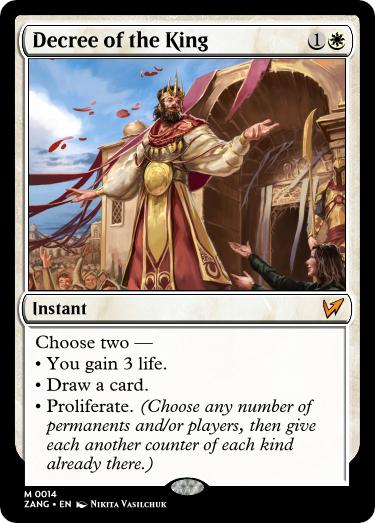 Decree of the King 1
Instant
Choose two —
• You gain 3 life.
• Draw a card.
• Proliferate. (Choose any number of
permanents and/or players, then give
each another counter of each kind
already there.)
M 0014
ZANG • EN Nikita Vasilchuk